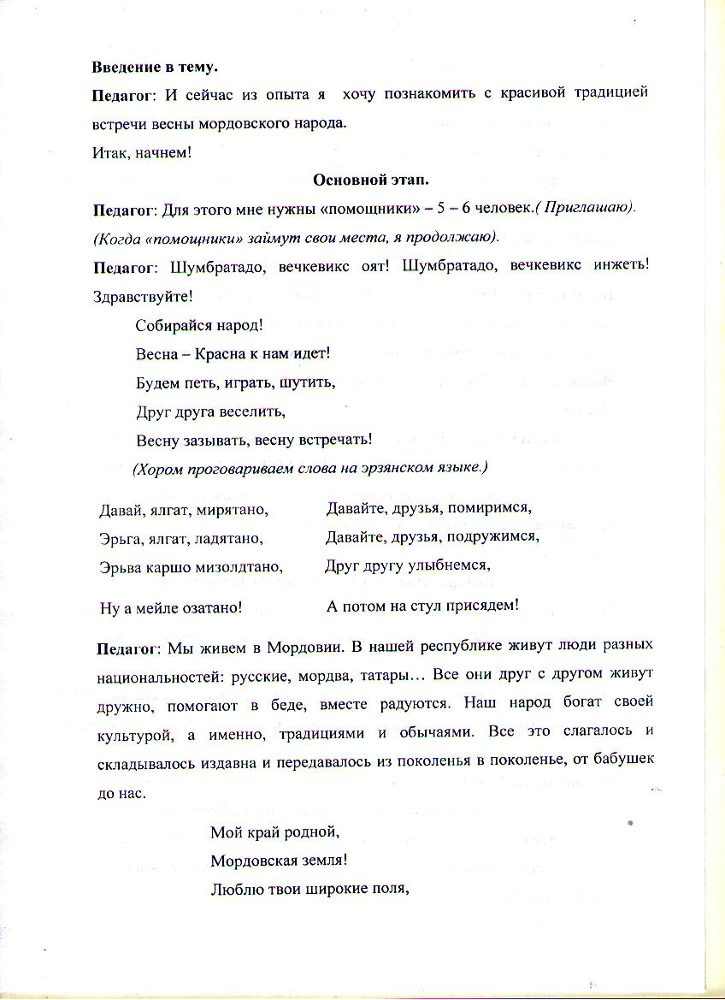 Введение в тему.
Педагог: И сейчас из опыта я хочу познакомить с красивой традицией
встречи весны мордовского народа.
Итак, начнем!
Основной этап.
Педагог: Для этого мне нужны «помощники» – 5 – 6 человек.( Приглашаю).
(Когда «помощники» займут свои места, я продолжаю).
Педагог: Шумбратадо, вечкевикс оят! Шумбратадо, вечкевикс инжеть!
Здравствуйте!
Собирайся народ!
Весна – Красна к нам идет!
Будем петь, играть, шутить,
Друг друга веселить,
Весну зазывать, весну встречать!
(Хором проговариваем слова на эрзянском языке.)
Давай, ялгат, мирятано, Давайте, друзья, помиримся,
Эрьга, ялгат, ладятано, Давайте, друзья, подружимся,
Эрьва каршо мизолдтано, Друг другу улыбнемся,
Ну а мейле озатано! А потом на стул присядем!
Педагог: Мы живем в Мордовии. В нашей республике живут люди разных
национальностей: русские, мордва, татары… Все они друг с другом живут
дружно, помогают в беде, вместе радуются. Наш народ богат своей
культурой, а именно, традициями и обычаями. Все это слагалось и
складывалось издавна и передавалось из поколенья в поколенье, от бабушек
до нас.
Мой край родной,
Мордовская земля!
Люблю твои широкие поля,